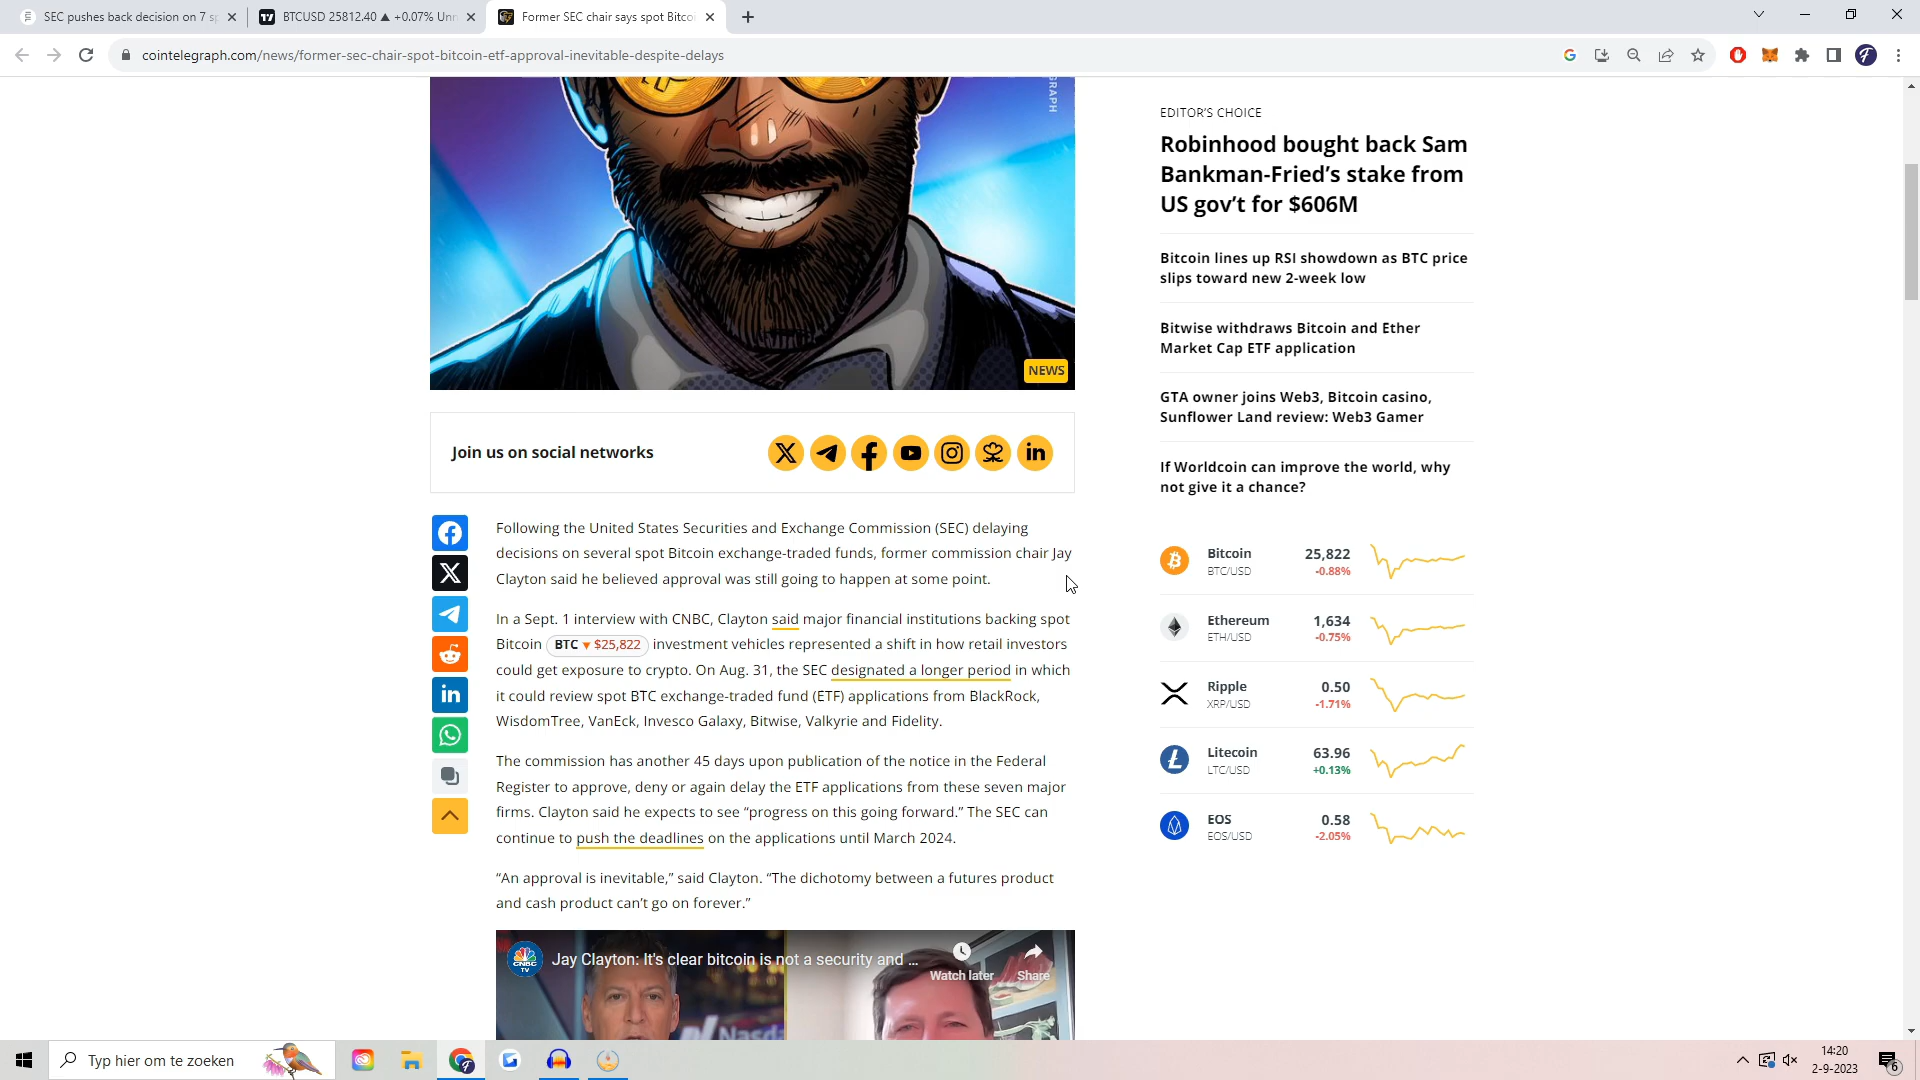 SEC pushes back decision on 7 sp
BTCUSD 25812.40 ▲ +0.07% Unn
Former SEC chair says spot Bitcoi
cointelegraph.com/news/former-sec-chair-spot-bitcoin-etf-approval-inevitable-despite-delays
GRAPH
NEWS
Join us on social networks
Following the United States Securities and Exchange Commission (SEC) delaying
decisions on several spot Bitcoin exchange-traded funds, former commission chair Jay
Clayton said he believed approval was still going to happen at some point.
In a Sept. 1 interview with CNBC, Clayton said major financial institutions backing spot
Bitcoin BTC ▼ $25,822 investment vehicles represented a shift in how retail investors
could get exposure to crypto. On Aug. 31, the SEC designated a longer period in which
it could review spot BTC exchange-traded fund (ETF) applications from BlackRock,
WisdomTree, VanEck, Invesco Galaxy, Bitwise, Valkyrie and Fidelity.
The commission has another 45 days upon publication of the notice in the Federal
Register to approve, deny or again delay the ETF applications from these seven major
firms. Clayton said he expects to see “progress on this going forward.” The SEC can
continue to push the deadlines on the applications until March 2024.
“An approval is inevitable,” said Clayton. “The dichotomy between a futures product
and cash product can’t go on forever.”
CNBC
TV
Jay Clayton: It's clear bitcoin is not a security and ...
Watch later
Share
Nasda
EDITOR’S CHOICE
Robinhood bought back Sam
Bankman-Fried’s stake from
US gov’t for $606M
Bitcoin lines up RSI showdown as BTC price
slips toward new 2-week low
Bitwise withdraws Bitcoin and Ether
Market Cap ETF application
GTA owner joins Web3, Bitcoin casino,
Sunflower Land review: Web3 Gamer
If Worldcoin can improve the world, why
not give it a chance?
Bitcoin 25,822
BTC/USD -0.88%
Ethereum 1,634
ETH/USD -0.75%
Ripple 0.50
XRP/USD -1.71%
Litecoin 63.96
LTC/USD +0.13%
EOS 0.58
EOS/USD -2.05%
Typ hier om te zoeken
14:20
2-9-2023
6